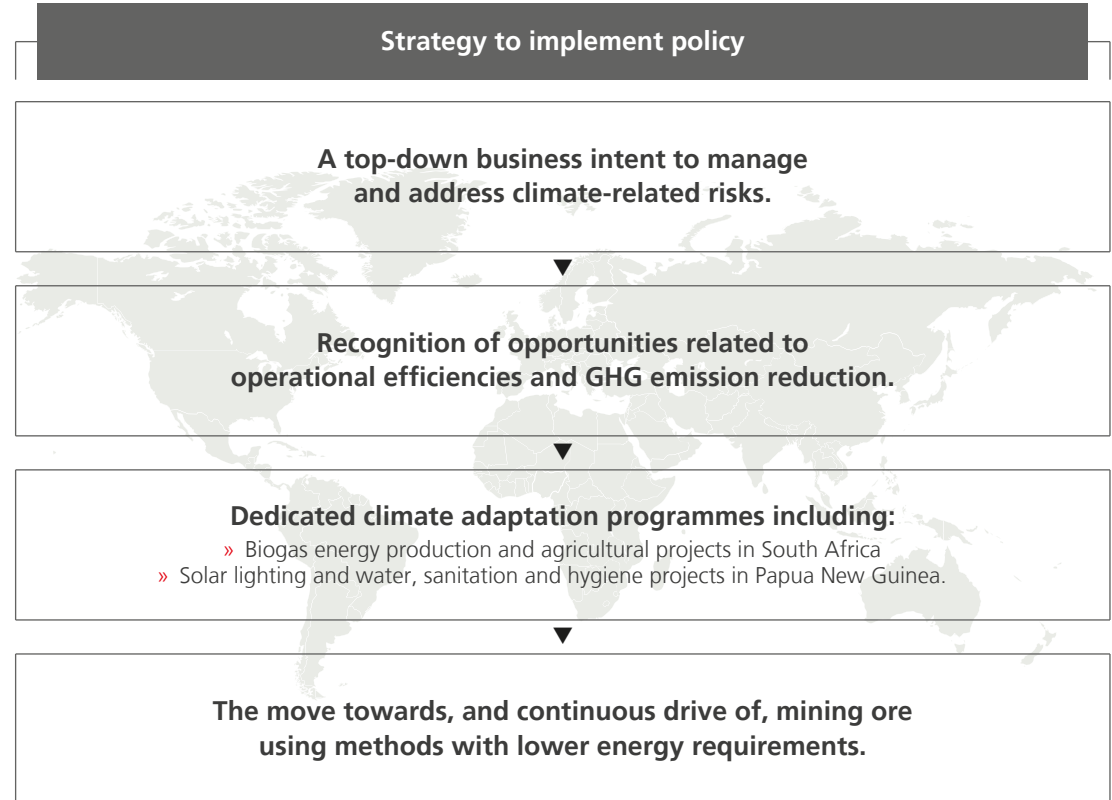 Strategy to implement policy
A top-down business intent to manage
and address climate-related risks.
Recognition of opportunities related to
operational efficiencies and GHG emission reduction.
Dedicated climate adaptation programmes including:
» Biogas energy production and agricultural projects in South Africa
» Solar lighting and water, sanitation and hygiene projects in Papua New Guinea.
The move towards, and continuous drive of, mining ore
using methods with lower energy requirements.